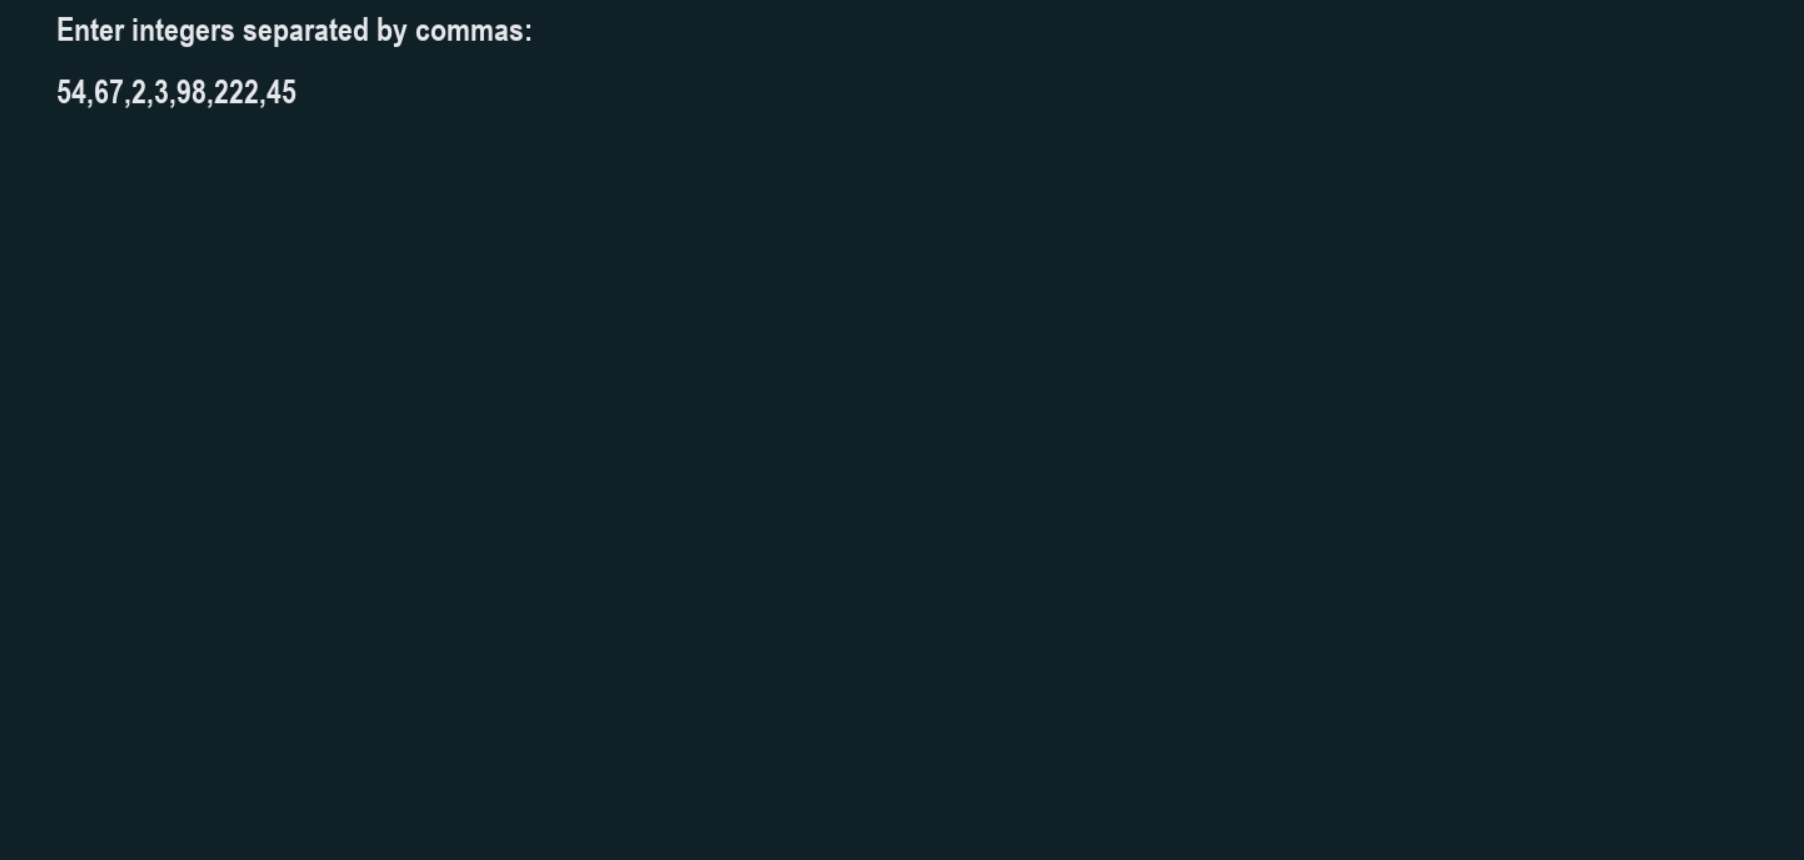 Enter integers separated by commas:
54,67,2,3,98,222,45